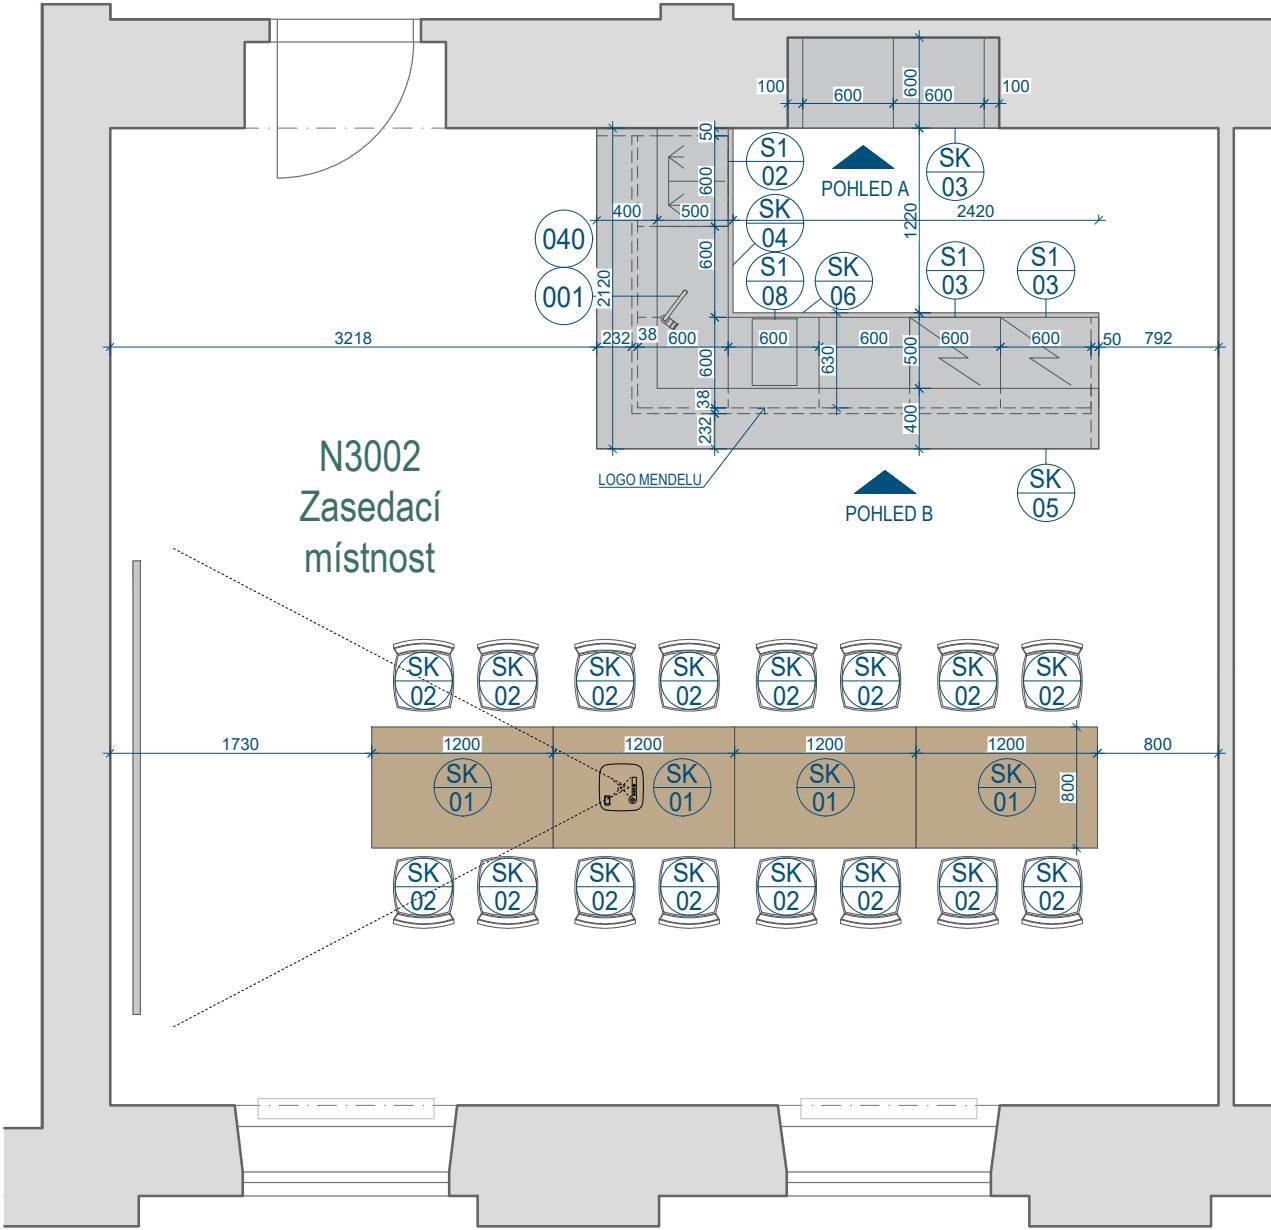 600
100
600
600
100
50
S1
02
POHLED A
SK
03
600
400
500
SK
04
1220
2420
040
600
S1
08
SK
06
S1
03
S1
03
001
2120
3218
232
38
600
600
600
630
600
500
600
50
792
38
232
400
LOGO MENDELU
POHLED B
SK
05
N3002
Zasedací
místnost
SK
02
SK
02
SK
02
SK
02
SK
02
SK
02
SK
02
SK
02
1730
1200
1200
1200
1200
800
SK
01
SK
01
SK
01
SK
01
800
SK
02
SK
02
SK
02
SK
02
SK
02
SK
02
SK
02
SK
02